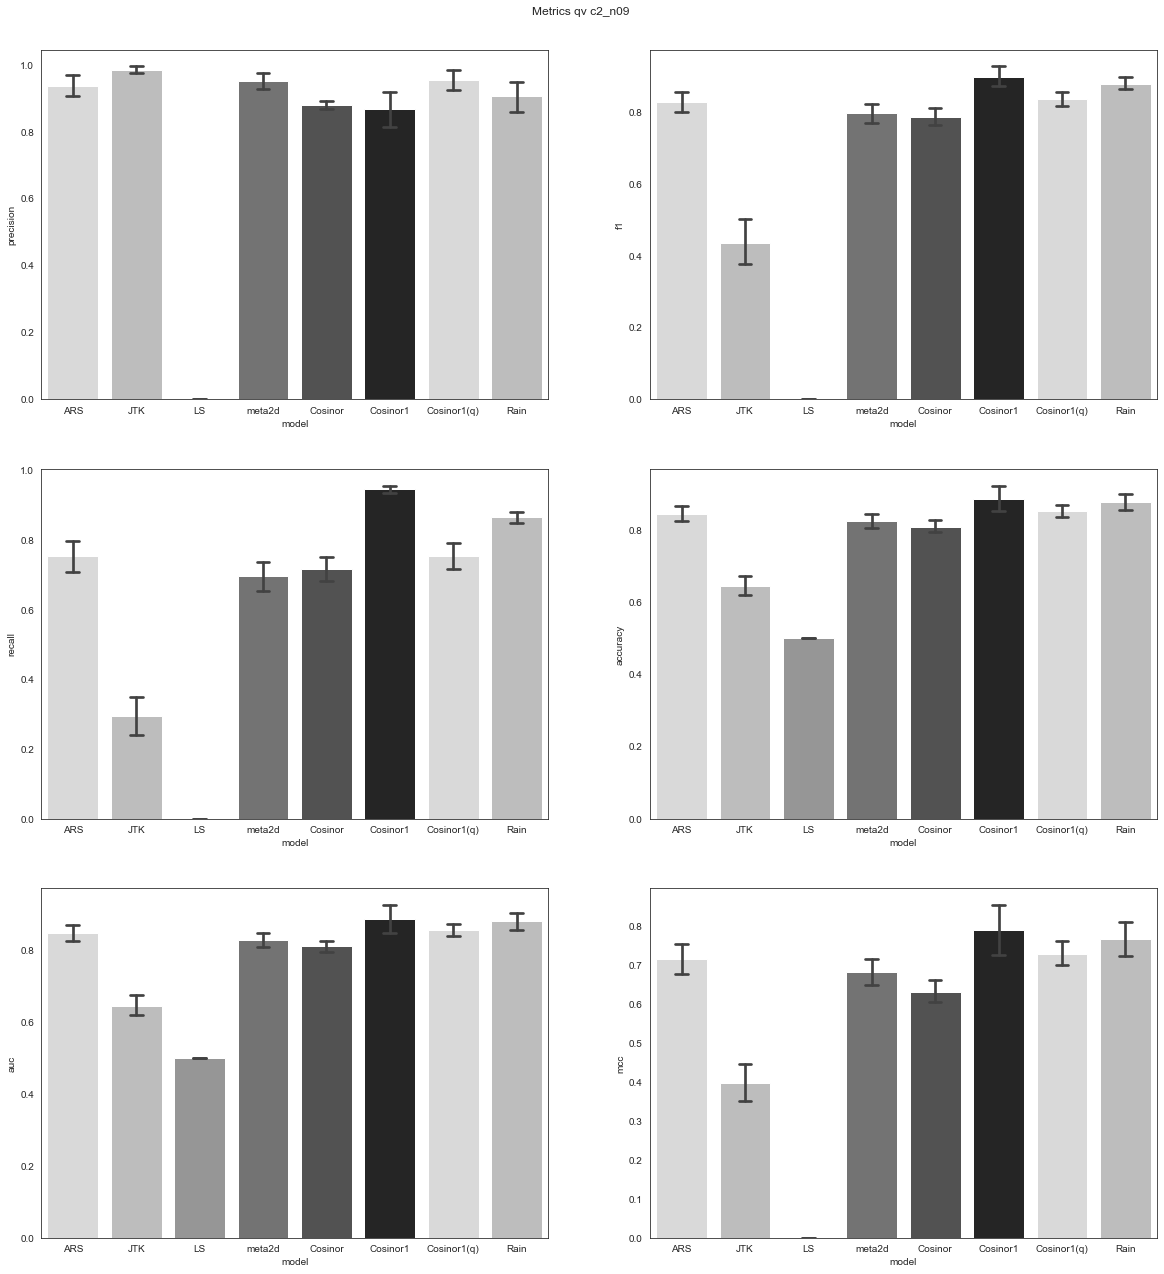 Metrics qv c2_n09
1.0
0.8
0.6
0.4
0.2
0.0
precision
ARS JTK LS meta2d Cosinor Cosinor1 Cosinor1(q) Rain
model
0.8
0.6
0.4
0.2
0.0
f1
ARS JTK LS meta2d Cosinor Cosinor1 Cosinor1(q) Rain
model
1.0
0.8
0.6
0.4
0.2
0.0
recall
ARS JTK LS meta2d Cosinor Cosinor1 Cosinor1(q) Rain
model
0.8
0.6
0.4
0.2
0.0
accuracy
ARS JTK LS meta2d Cosinor Cosinor1 Cosinor1(q) Rain
model
0.8
0.6
0.4
0.2
0.0
auc
ARS JTK LS meta2d Cosinor Cosinor1 Cosinor1(q) Rain
model
0.8
0.7
0.6
0.5
0.4
0.3
0.2
0.1
0.0
mcc
ARS JTK LS meta2d Cosinor Cosinor1 Cosinor1(q) Rain
model